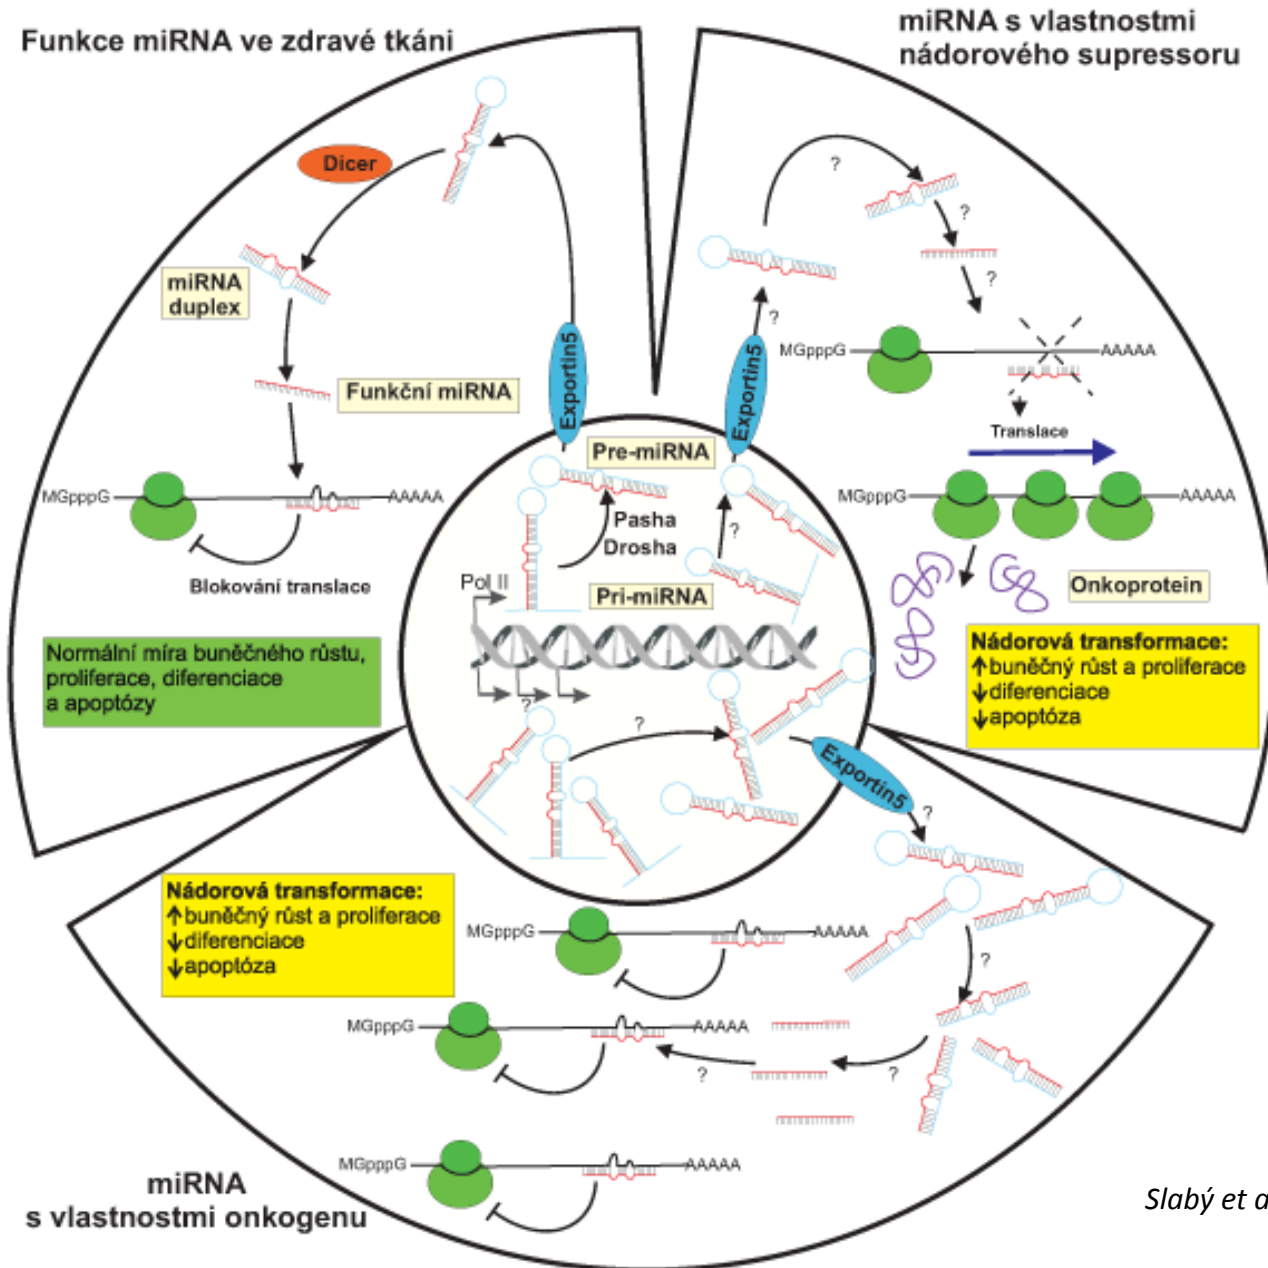 Funkce miRNA ve zdravé tkáni
miRNA s vlastnostmi
nádorového supressoru
Dicer
miRNA
duplex
Funkční miRNA
Exportin5
MGpppG
AAAAA
Blokování translace
Normální míra buněčného růstu,
proliferace, diferenciace
a apoptózy
?
?
?
?
Exportin5
MGpppG
AAAAA
Translace
MGpppG
AAAAA
Onkoprotein
Nádorová transformace:
↑buněčný růst a proliferace
↓diferenciace
↓apoptóza
Pre-miRNA
Pasha
Drosha
?
Pol II
Pri-miRNA
?
?
Exportin5
?
Nádorová transformace:
↑buněčný růst a proliferace
↓diferenciace
↓apoptóza
MGpppG
AAAAA
?
MGpppG
AAAAA
?
?
MGpppG
AAAAA
miRNA
s vlastnostmi onkogenu
Slabý et a